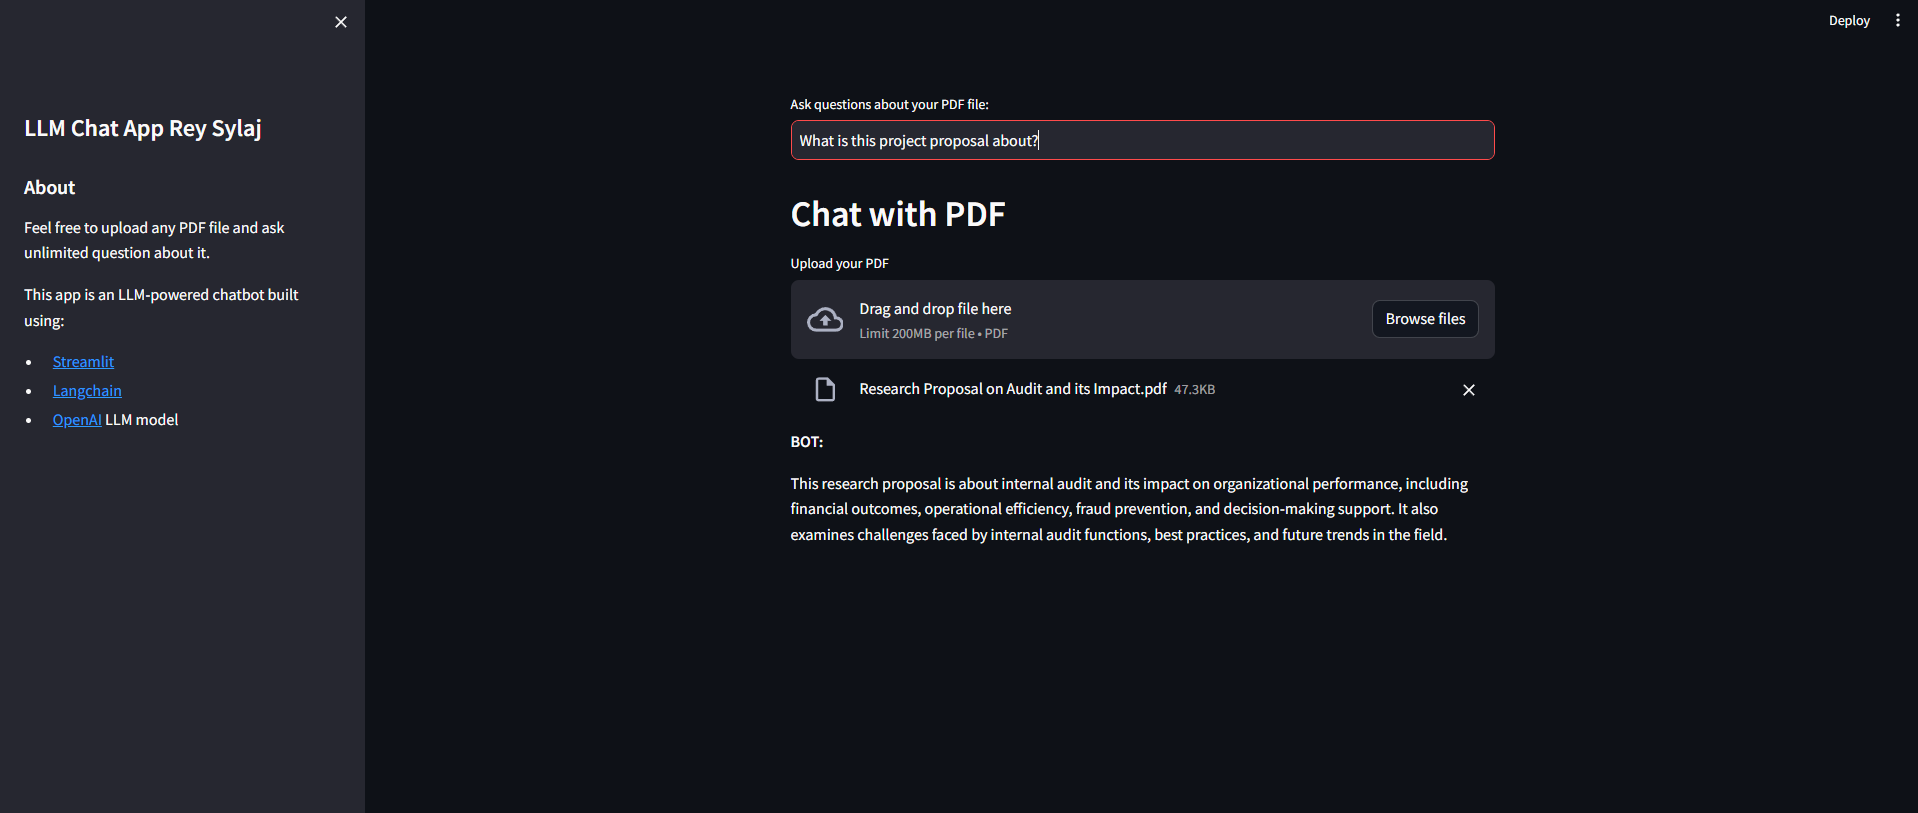 LLM Chat App Rey Sylaj
About
Feel free to upload any PDF file and ask
unlimited question about it.
This app is an LLM-powered chatbot built
using:
• Streamlit
• Langchain
• OpenAI LLM model
Deploy
Ask questions about your PDF file:
What is this project proposal about?
Chat with PDF
Upload your PDF
Drag and drop file here
Limit 200MB per file • PDF
Browse files
Research Proposal on Audit and its Impact.pdf 47.3KB
BOT:
This research proposal is about internal audit and its impact on organizational performance, including
financial outcomes, operational efficiency, fraud prevention, and decision-making support. It also
examines challenges faced by internal audit functions, best practices, and future trends in the field.